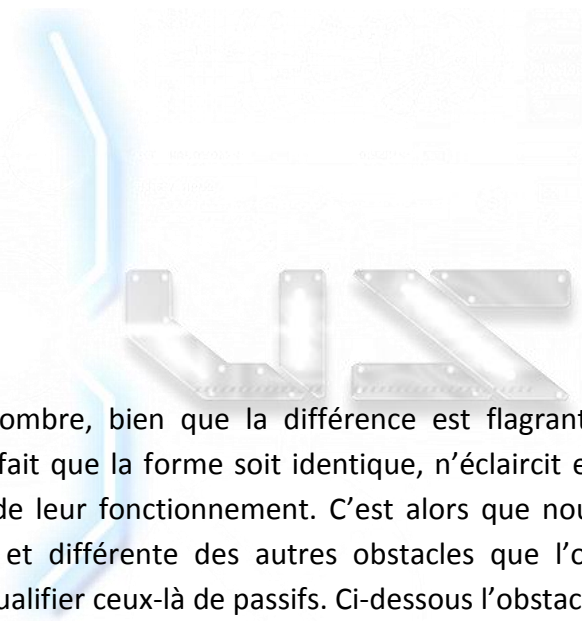 ombre, bien que la différence est flagrant
fait que la forme soit identique, n’éclaircit e
de leur fonctionnement. C’est alors que nou
et différente des autres obstacles que l’o
ualifier ceux-là de passifs. Ci-dessous l’obstac